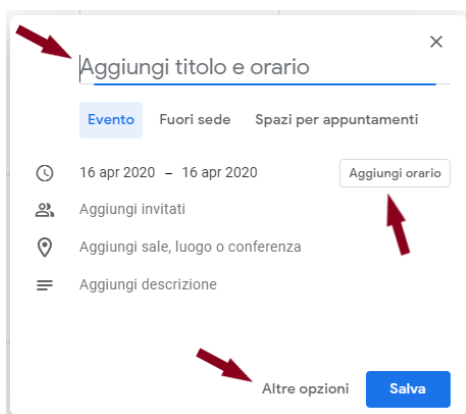 Aggiungi titolo e orario
Evento Fuori sede Spazi per appuntamenti
16 apr 2020 – 16 apr 2020 Aggiungi orario
Aggiungi invitati
Aggiungi sale, luogo o conferenza
Aggiungi descrizione
Altre opzioni Salva